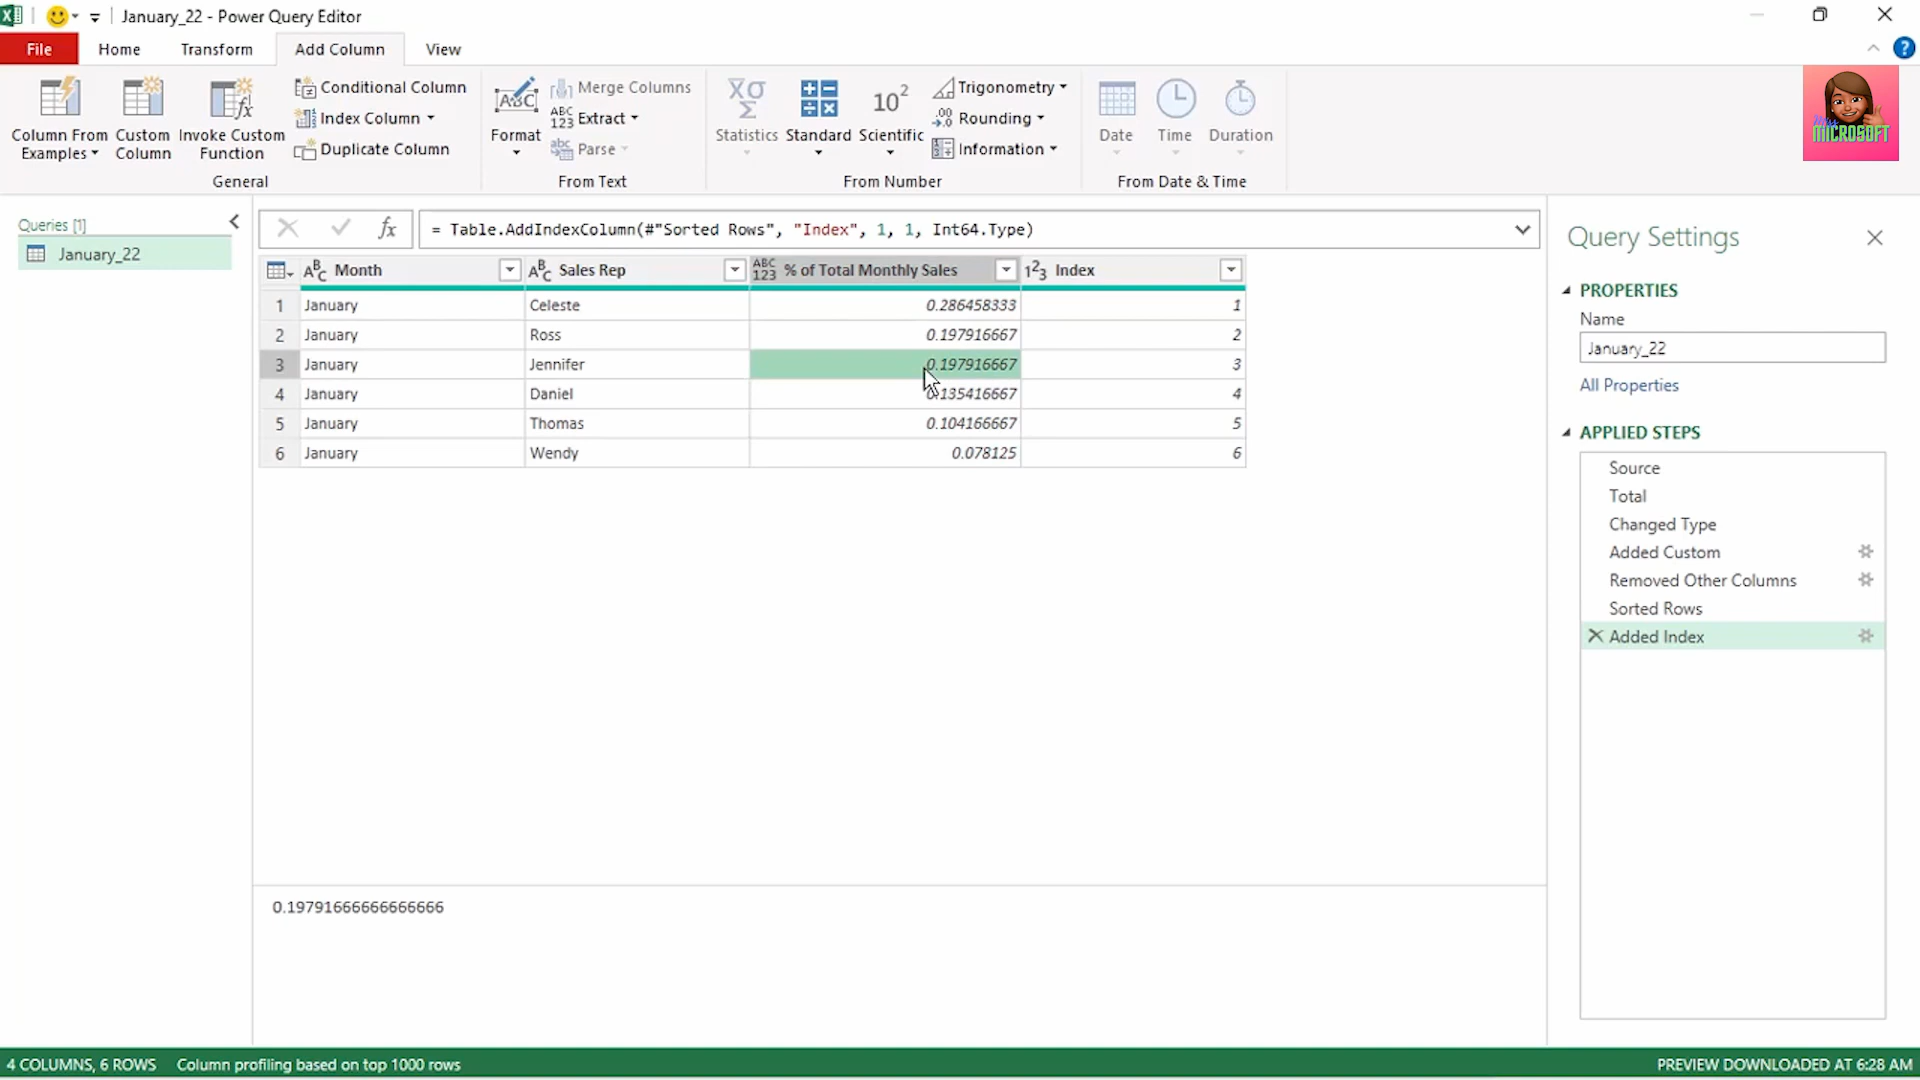 January_22 - Power Query Editor
File Home Transform Add Column View
?
Column From Examples
Custom Column
Invoke Custom Function
Conditional Column
Index Column
Duplicate Column
General
Format
Merge Columns
Extract
Parse
From Text
Statistics
Standard
Scientific
10²
Trigonometry
Rounding
Information
From Number
Date
Time
Duration
From Date & Time
MICROSOFT
Queries [1]
January_22
fx
= Table.AddIndexColumn(#"Sorted Rows", "Index", 1, 1, Int64.Type)
Month Sales Rep % of Total Monthly Sales Index
1 January Celeste 0.286458333 1
2 January Ross 0.197916667 2
3 January Jennifer 0.197916667 3
4 January Daniel 0.135416667 4
5 January Thomas 0.104166667 5
6 January Wendy 0.078125 6
0.19791666666666666
Query Settings
PROPERTIES
Name
January_22
All Properties
APPLIED STEPS
Source
Total
Changed Type
Added Custom
Removed Other Columns
Sorted Rows
Added Index
4 COLUMNS, 6 ROWS Column profiling based on top 1000 rows
PREVIEW DOWNLOADED AT 6:28 AM